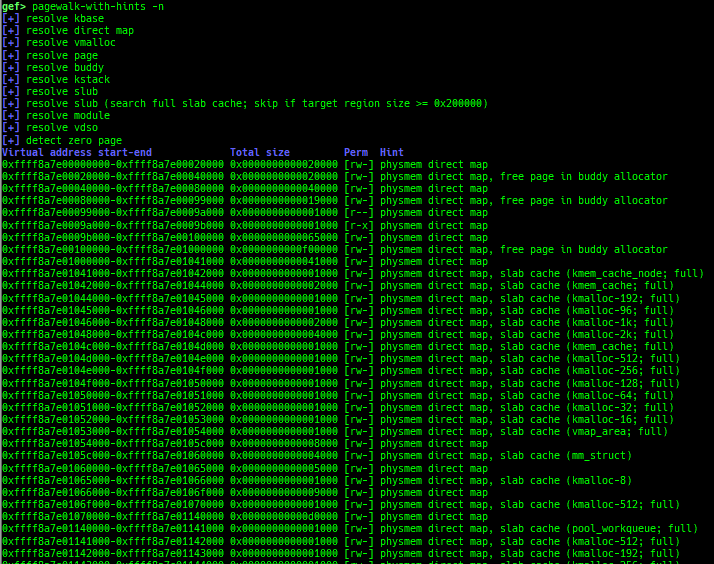 gef> pagewalk-with-hints -n
[+] resolve kbase
[+] resolve direct map
[+] resolve vmalloc
[+] resolve page
[+] resolve buddy
[+] resolve kstack
[+] resolve slub
[+] resolve slub (search full slab cache; skip if target region size >= 0x200000)
[+] resolve module
[+] resolve vdso
[+] detect zero page
Virtual address start-end Total size Perm Hint
0xffff8a7e00000000-0xffff8a7e00020000 0x0000000000020000 [rw-] physmem direct map
0xffff8a7e00020000-0xffff8a7e00040000 0x0000000000020000 [rw-] physmem direct map, free page in buddy allocator
0xffff8a7e00040000-0xffff8a7e00080000 0x0000000000040000 [rw-] physmem direct map
0xffff8a7e00080000-0xffff8a7e00099000 0x0000000000019000 [rw-] physmem direct map, free page in buddy allocator
0xffff8a7e00099000-0xffff8a7e0009a000 0x0000000000001000 [r--] physmem direct map
0xffff8a7e0009a000-0xffff8a7e0009b000 0x0000000000001000 [r-x] physmem direct map
0xffff8a7e0009b000-0xffff8a7e00100000 0x0000000000065000 [rw-] physmem direct map
0xffff8a7e00100000-0xffff8a7e01000000 0x0000000000f00000 [rw-] physmem direct map, free page in buddy allocator
0xffff8a7e01000000-0xffff8a7e01041000 0x0000000000041000 [rw-] physmem direct map
0xffff8a7e01041000-0xffff8a7e01042000 0x0000000000001000 [rw-] physmem direct map, slab cache (kmem_cache_node; full)
0xffff8a7e01042000-0xffff8a7e01044000 0x0000000000002000 [rw-] physmem direct map, slab cache (kmem_cache; full)
0xffff8a7e01044000-0xffff8a7e01045000 0x0000000000001000 [rw-] physmem direct map, slab cache (kmalloc-192; full)
0xffff8a7e01045000-0xffff8a7e01046000 0x0000000000001000 [rw-] physmem direct map, slab cache (kmalloc-96; full)
0xffff8a7e01046000-0xffff8a7e01048000 0x0000000000002000 [rw-] physmem direct map, slab cache (kmalloc-1k; full)
0xffff8a7e01048000-0xffff8a7e0104c000 0x0000000000004000 [rw-] physmem direct map, slab cache (kmalloc-2k; full)
0xffff8a7e0104c000-0xffff8a7e0104d000 0x0000000000001000 [rw-] physmem direct map, slab cache (kmem_cache; full)
0xffff8a7e0104d000-0xffff8a7e0104e000 0x0000000000001000 [rw-] physmem direct map, slab cache (kmalloc-512; full)
0xffff8a7e0104e000-0xffff8a7e0104f000 0x0000000000001000 [rw-] physmem direct map, slab cache (kmalloc-256; full)
0xffff8a7e0104f000-0xffff8a7e01050000 0x0000000000001000 [rw-] physmem direct map, slab cache (kmalloc-128; full)
0xffff8a7e01050000-0xffff8a7e01051000 0x0000000000001000 [rw-] physmem direct map, slab cache (kmalloc-64; full)
0xffff8a7e01051000-0xffff8a7e01052000 0x0000000000001000 [rw-] physmem direct map, slab cache (kmalloc-32; full)
0xffff8a7e01052000-0xffff8a7e01053000 0x0000000000001000 [rw-] physmem direct map, slab cache (kmalloc-16; full)
0xffff8a7e01053000-0xffff8a7e01054000 0x0000000000001000 [rw-] physmem direct map, slab cache (vmap_area; full)
0xffff8a7e01054000-0xffff8a7e0105c000 0x0000000000008000 [rw-] physmem direct map
0xffff8a7e0105c000-0xffff8a7e01060000 0x0000000000004000 [rw-] physmem direct map, slab cache (mm_struct)
0xffff8a7e01060000-0xffff8a7e01065000 0x0000000000005000 [rw-] physmem direct map
0xffff8a7e01065000-0xffff8a7e01066000 0x0000000000001000 [rw-] physmem direct map, slab cache (kmalloc-8)
0xffff8a7e01066000-0xffff8a7e0106f000 0x0000000000009000 [rw-] physmem direct map
0xffff8a7e0106f000-0xffff8a7e01070000 0x0000000000001000 [rw-] physmem direct map, slab cache (kmalloc-512; full)
0xffff8a7e01070000-0xffff8a7e01140000 0x00000000000d0000 [rw-] physmem direct map
0xffff8a7e01140000-0xffff8a7e01141000 0x0000000000001000 [rw-] physmem direct map, slab cache (pool_workqueue; full)
0xffff8a7e01141000-0xffff8a7e01142000 0x0000000000001000 [rw-] physmem direct map, slab cache (kmalloc-512; full)
0xffff8a7e01142000-0xffff8a7e01143000 0x0000000000001000 [rw-] physmem direct map, slab cache (kmalloc-192; full)